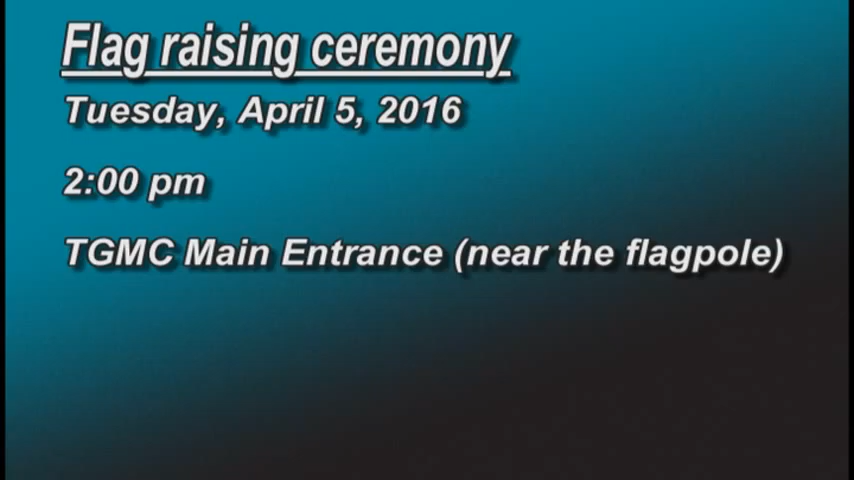 Flag raising ceremony
Tuesday, April 5, 2016
2:00 pm
TGMC Main Entrance (near the flagpole)